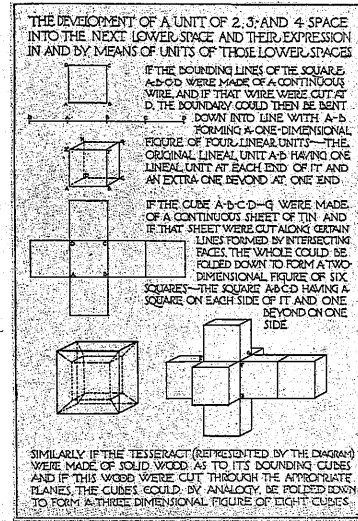 THE DEVELOPMENT OF A UNIT OF 2, 3, AND 4 SPACE
INTO THE NEXT LOWER SPACE AND THEIR EXPRESSION
IN AND BY MEANS OF UNITS OF THOSE LOWER SPACES
IF THE BOUNDING LINES OF THE SQUARE
A-B-C-D WERE MADE OF A CONTINUOUS
WIRE, AND IF THAT WIRE WERE CUT AT
D, THE BOUNDARY COULD THEN BE BENT
DOWN INTO LINE WITH A-B
FORMING A ONE-DIMENSIONAL
FIGURE OF FOUR LINEAR UNITS—THE
ORIGINAL LINEAL UNIT A-B HAVING ONE
LINEAL UNIT AT EACH END OF IT AND
AN EXTRA ONE BEYOND AT ONE END
IF THE CUBE A-B-C-D-G WERE MADE
OF A CONTINUOUS SHEET OF TIN AND
IF THAT SHEET WERE CUT ALONG CERTAIN
LINES FORMED BY INTERSECTING
FACES, THE WHOLE COULD BE
FOLDED DOWN TO FORM A TWO-
DIMENSIONAL FIGURE OF SIX
SQUARES—THE SQUARE A-B-C-D HAVING A
SQUARE ON EACH SIDE OF IT AND ONE
BEYOND ON ONE
SIDE
SIMILARLY IF THE TESSERACT (REPRESENTED BY THE DIAGRAM)
WERE MADE OF SOLID WOOD AS TO ITS BOUNDING CUBES
AND IF THIS WOOD WERE CUT THROUGH THE APPROPRIATE
PLANES, THE CUBES COULD, BY ANALOGY, BE FOLDED DOWN
TO FORM A THREE DIMENSIONAL FIGURE OF EIGHT CUBES